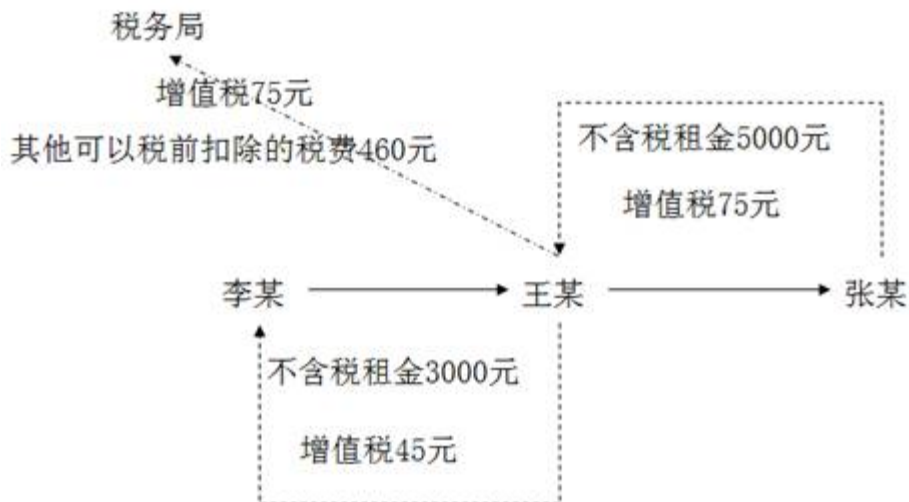 税务局
增值税75元
其他可以税前扣除的税费460元
不含税租金5000元
增值税75元
李某
王某
张某
不含税租金3000元
增值税45元